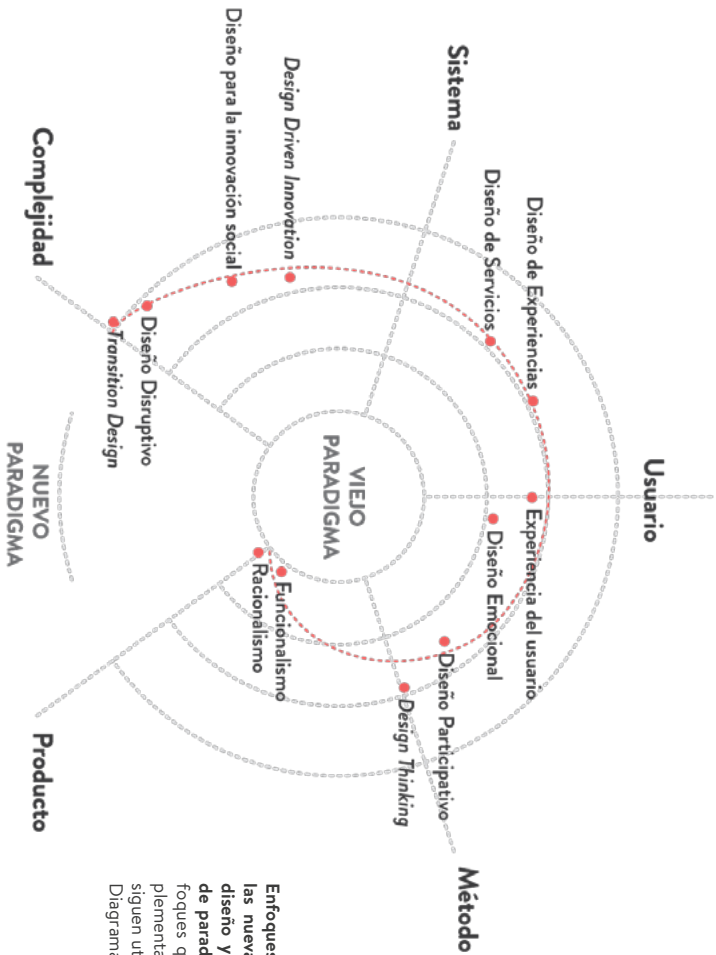 Usuario
Diseño de Experiencias
Experiencia del usuario
Diseño de Servicios
Diseño Emocional
Sistema
Método
Diseño Participativo
Design Thinking
VIEJO
PARADIGMA
Design Driven Innovation
Funcionalismo
Diseño para la innovación social
Racionalismo
Diseño Disruptivo
Transition Design
Complejidad
Producto
NUEVO
PARADIGMA
Enfoques
las nueva
diseño y
de parad
foques q
plementa
siguen ut
Diagrama